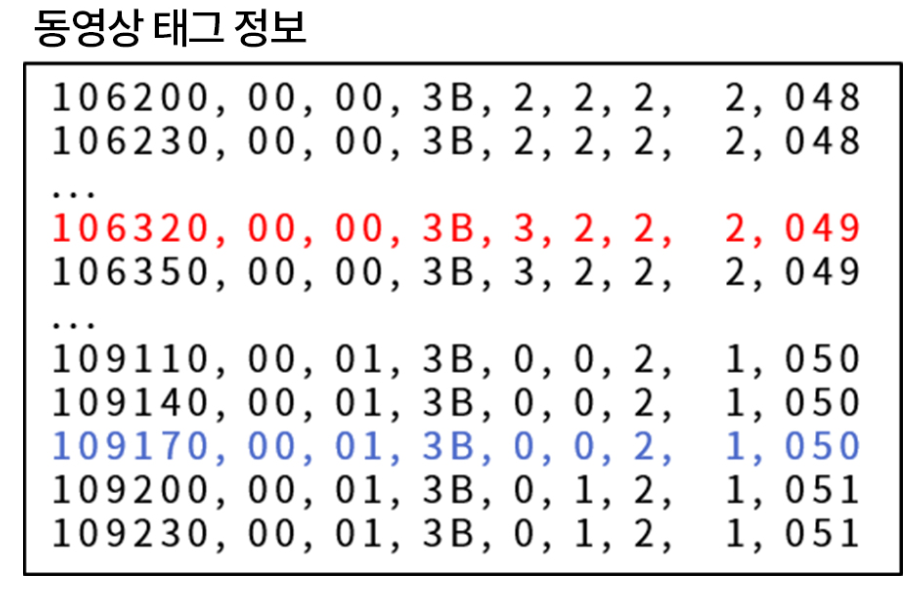 동영상 태그 정보
106200, 00, 00, 3B, 2, 2, 2, 2, 048
106230, 00, 00, 3B, 2, 2, 2, 2, 048
...
106320, 00, 00, 3B, 3, 2, 2, 2, 049
106350, 00, 00, 3B, 3, 2, 2, 2, 049
...
109110, 00, 01, 3B, 0, 0, 2, 1, 050
109140, 00, 01, 3B, 0, 0, 2, 1, 050
109170, 00, 01, 3B, 0, 0, 2, 1, 050
109200, 00, 01, 3B, 0, 1, 2, 1, 051
109230, 00, 01, 3B, 0, 1, 2, 1, 051